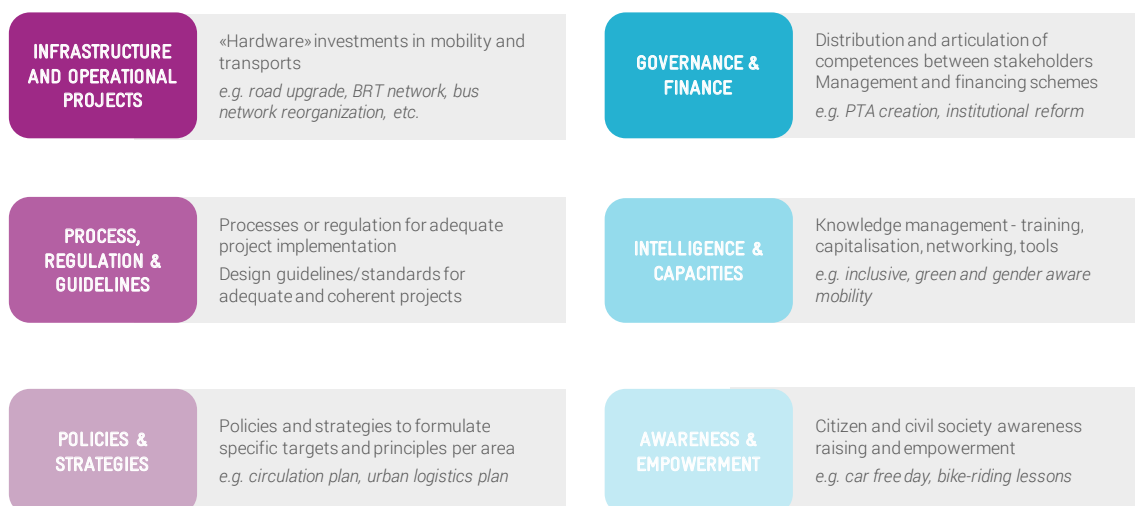 INFRASTRUCTURE
AND OPERATIONAL
PROJECTS
«Hardware» investments in mobility and
transports
e.g. road upgrade, BRT network, bus
network reorganization, etc.
GOVERNANCE &
FINANCE
Distribution and articulation of
competences between stakeholders
Management and financing schemes
e.g. PTA creation, institutional reform
PROCESS,
REGULATION &
GUIDELINES
Processes or regulation for adequate
project implementation
Design guidelines/standards for
adequate and coherent projects
INTELLIGENCE &
CAPACITIES
Knowledge management - training,
capitalisation, networking, tools
e.g. inclusive, green and gender aware
mobility
POLICIES &
STRATEGIES
Policies and strategies to formulate
specific targets and principles per area
e.g. circulation plan, urban logistics plan
AWARENESS &
EMPOWERMENT
Citizen and civil society awareness
raising and empowerment
e.g. car free day, bike-riding lessons